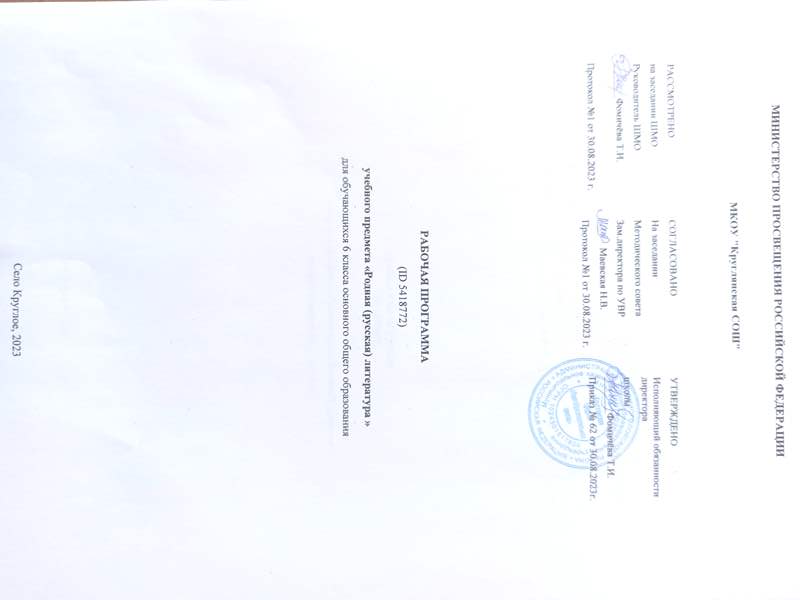 МИНИСТЕРСТВО ПРОСВЕЩЕНИЯ РОССИЙСКОЙ ФЕДЕРАЦИИ
МКОУ "Круглянская СОШ"
РАССМОТРЕНО
на заседании ШМО
Руководитель ШМО
Фомичёва Т.И.
Протокол №1 от 30.08.2023 г.
СОГЛАСОВАНО
На заседании
Методического совета
Зам.директора по УВР
Маевская Н.В.
Протокол №1 от 30.08.2023 г.
УТВЕРЖДЕНО
Исполняющий обязанности
директора
школы
Фомичёва Т.И.
Приказ № 62 от 30.08.2023г.
РАБОЧАЯ ПРОГРАММА
(ID 5418772)
учебного предмета «Родная (русская) литература »
для обучающихся 6 класса основного общего образования
Село Круглое, 2023